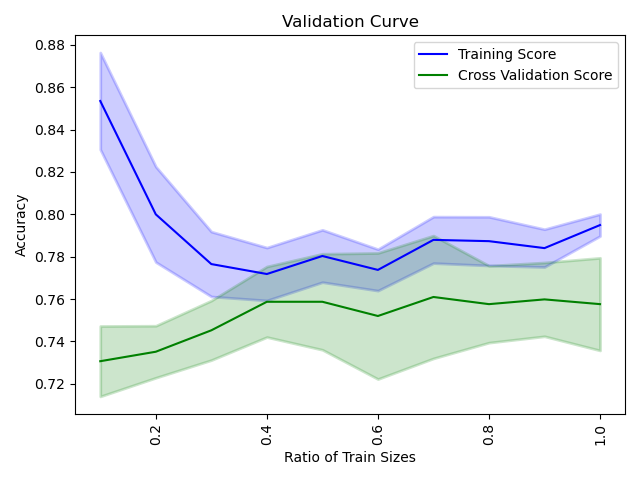 Validation Curve
Training Score
Cross Validation Score
Accuracy
0.88
0.86
0.84
0.82
0.80
0.78
0.76
0.74
0.72
0.2
0.4
0.6
0.8
1.0
Ratio of Train Sizes